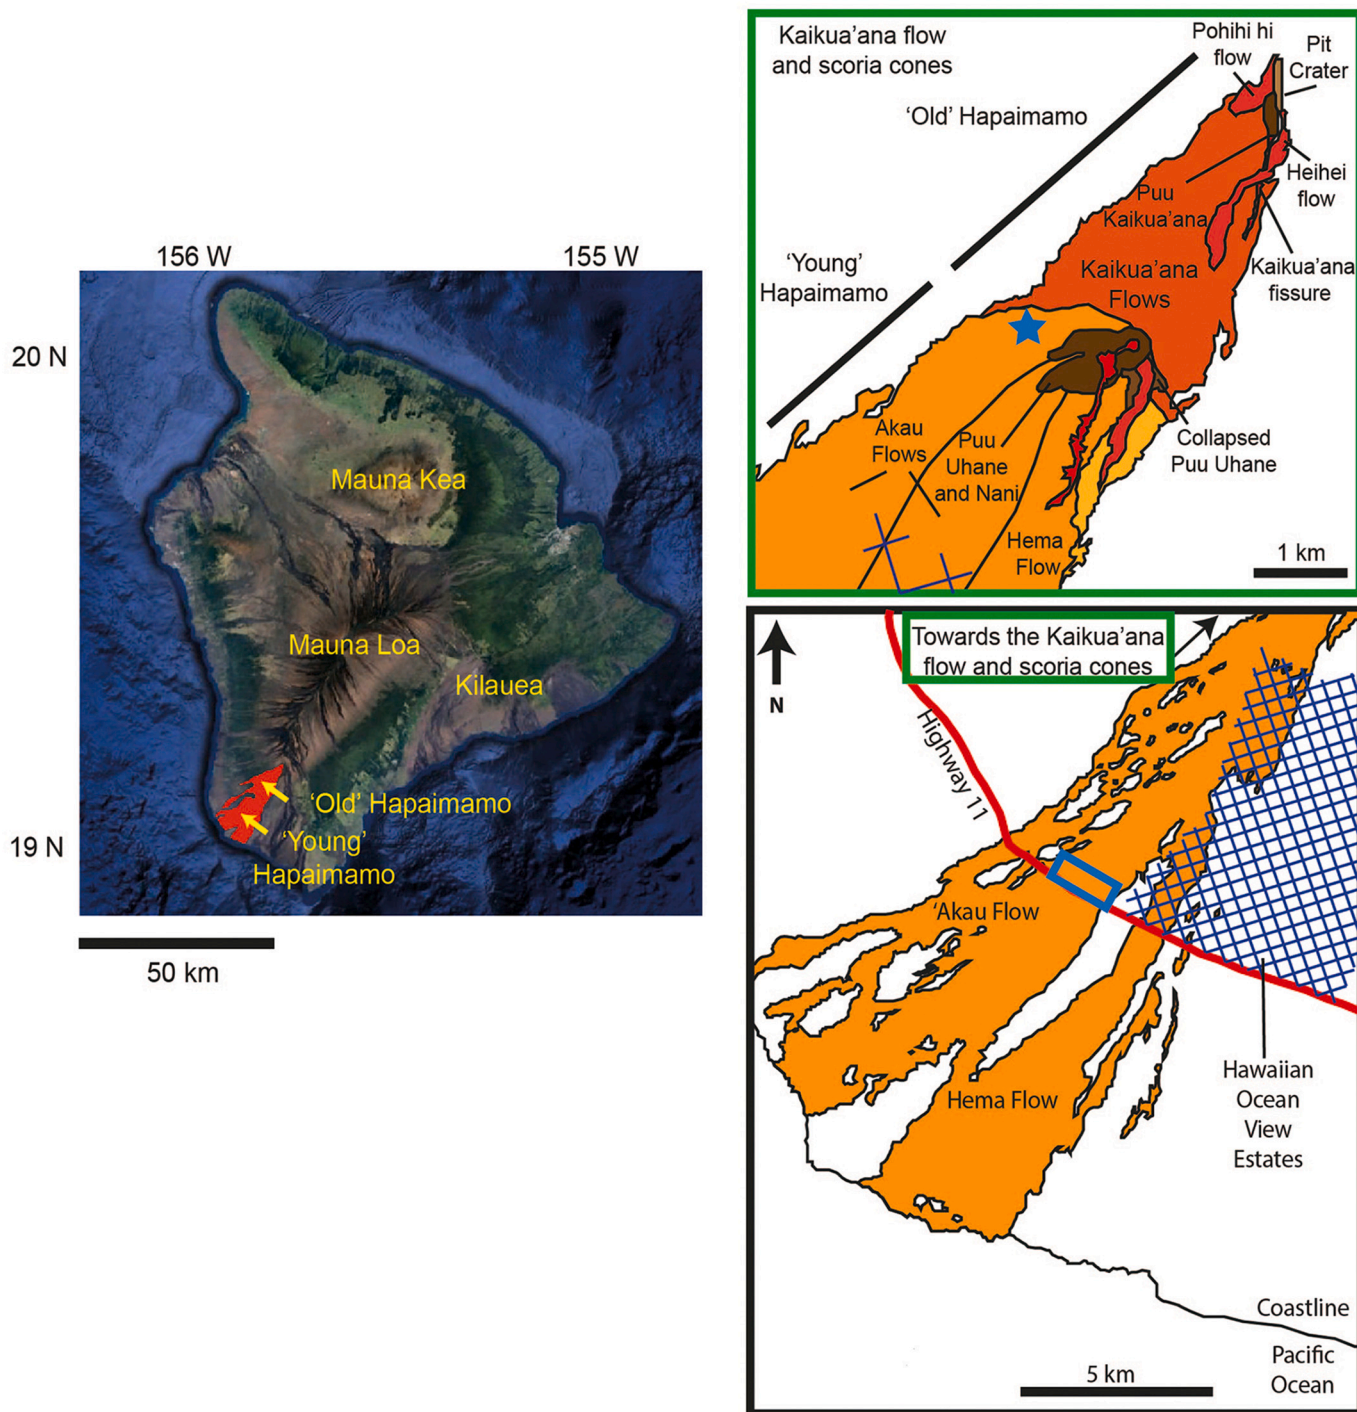 156 W
155 W
20 N
19 N
Mauna Kea
Mauna Loa
Kilauea
‘Old’ Hapaimamo
‘Young’
Hapaimamo
50 km
Kaikua’ana flow
and scoria cones
Pohihi hi
flow
Pit
Crater
‘Old’ Hapaimamo
Heihei
flow
Puu
Kaikua’ana
‘Young’
Hapaimamo
Kaikua’ana
Flows
Kaikua’ana
fissure
Akau
Flows
Puu
Uhane
and Nani
Collapsed
Puu Uhane
Hema
Flow
1 km
Towards the Kaikua’ana
flow and scoria cones
N
Highway 11
‘Akau Flow
Hema Flow
Hawaiian
Ocean
View
Estates
Coastline
Pacific
Ocean
5 km